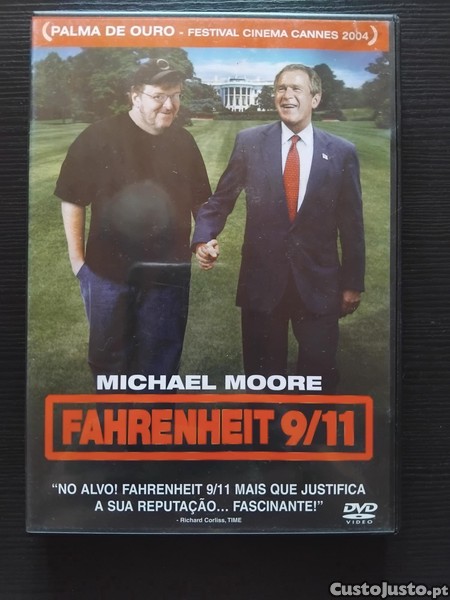 PALMA DE OURO - FESTIVAL CINEMA CANNES 2004
MICHAEL MOORE
FAHRENHEIT 9/11
"NO ALVO! FAHRENHEIT 9/11 MAIS QUE JUSTIFICA
A SUA REPUTAÇÃO... FASCINANTE!"
- Richard Corliss, TIME
DVD
VIDEO
CustoJusto.pt